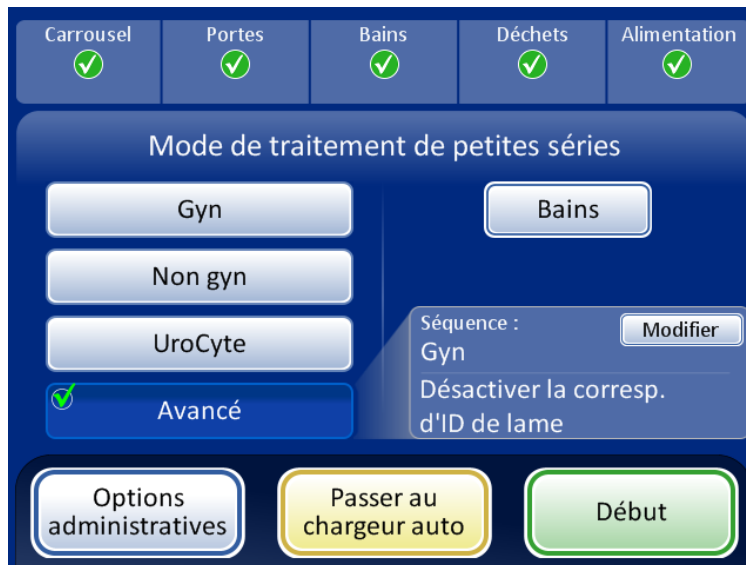 Carrousel
Portes
Bains
Déchets
Alimentation
Mode de traitement de petites séries
Gyn
Bains
Non gyn
UroCyte
Séquence :
Modifier
Gyn
Avancé
Désactiver la corresp.
d'ID de lame
Options
administratives
Passer au
chargeur auto
Début